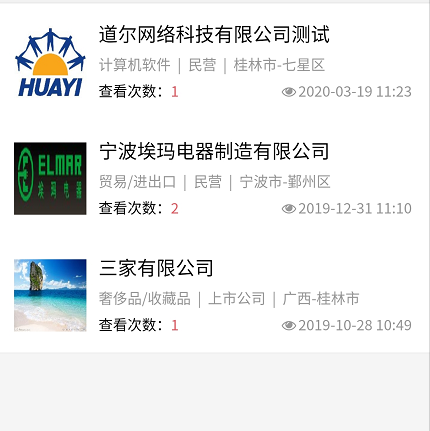 道尔网络科技有限公司测试
计算机软件 | 民营 | 桂林市-七星区
HUAYI
查看次数：1 2020-03-19 11:23
宁波埃玛电器制造有限公司
ELMAR
贸易/进出口 | 民营 | 宁波市-鄞州区
埃玛电器
查看次数：2 2019-12-31 11:10
三家有限公司
奢侈品/收藏品 | 上市公司 | 广西-桂林市
查看次数：1 2019-10-28 10:49